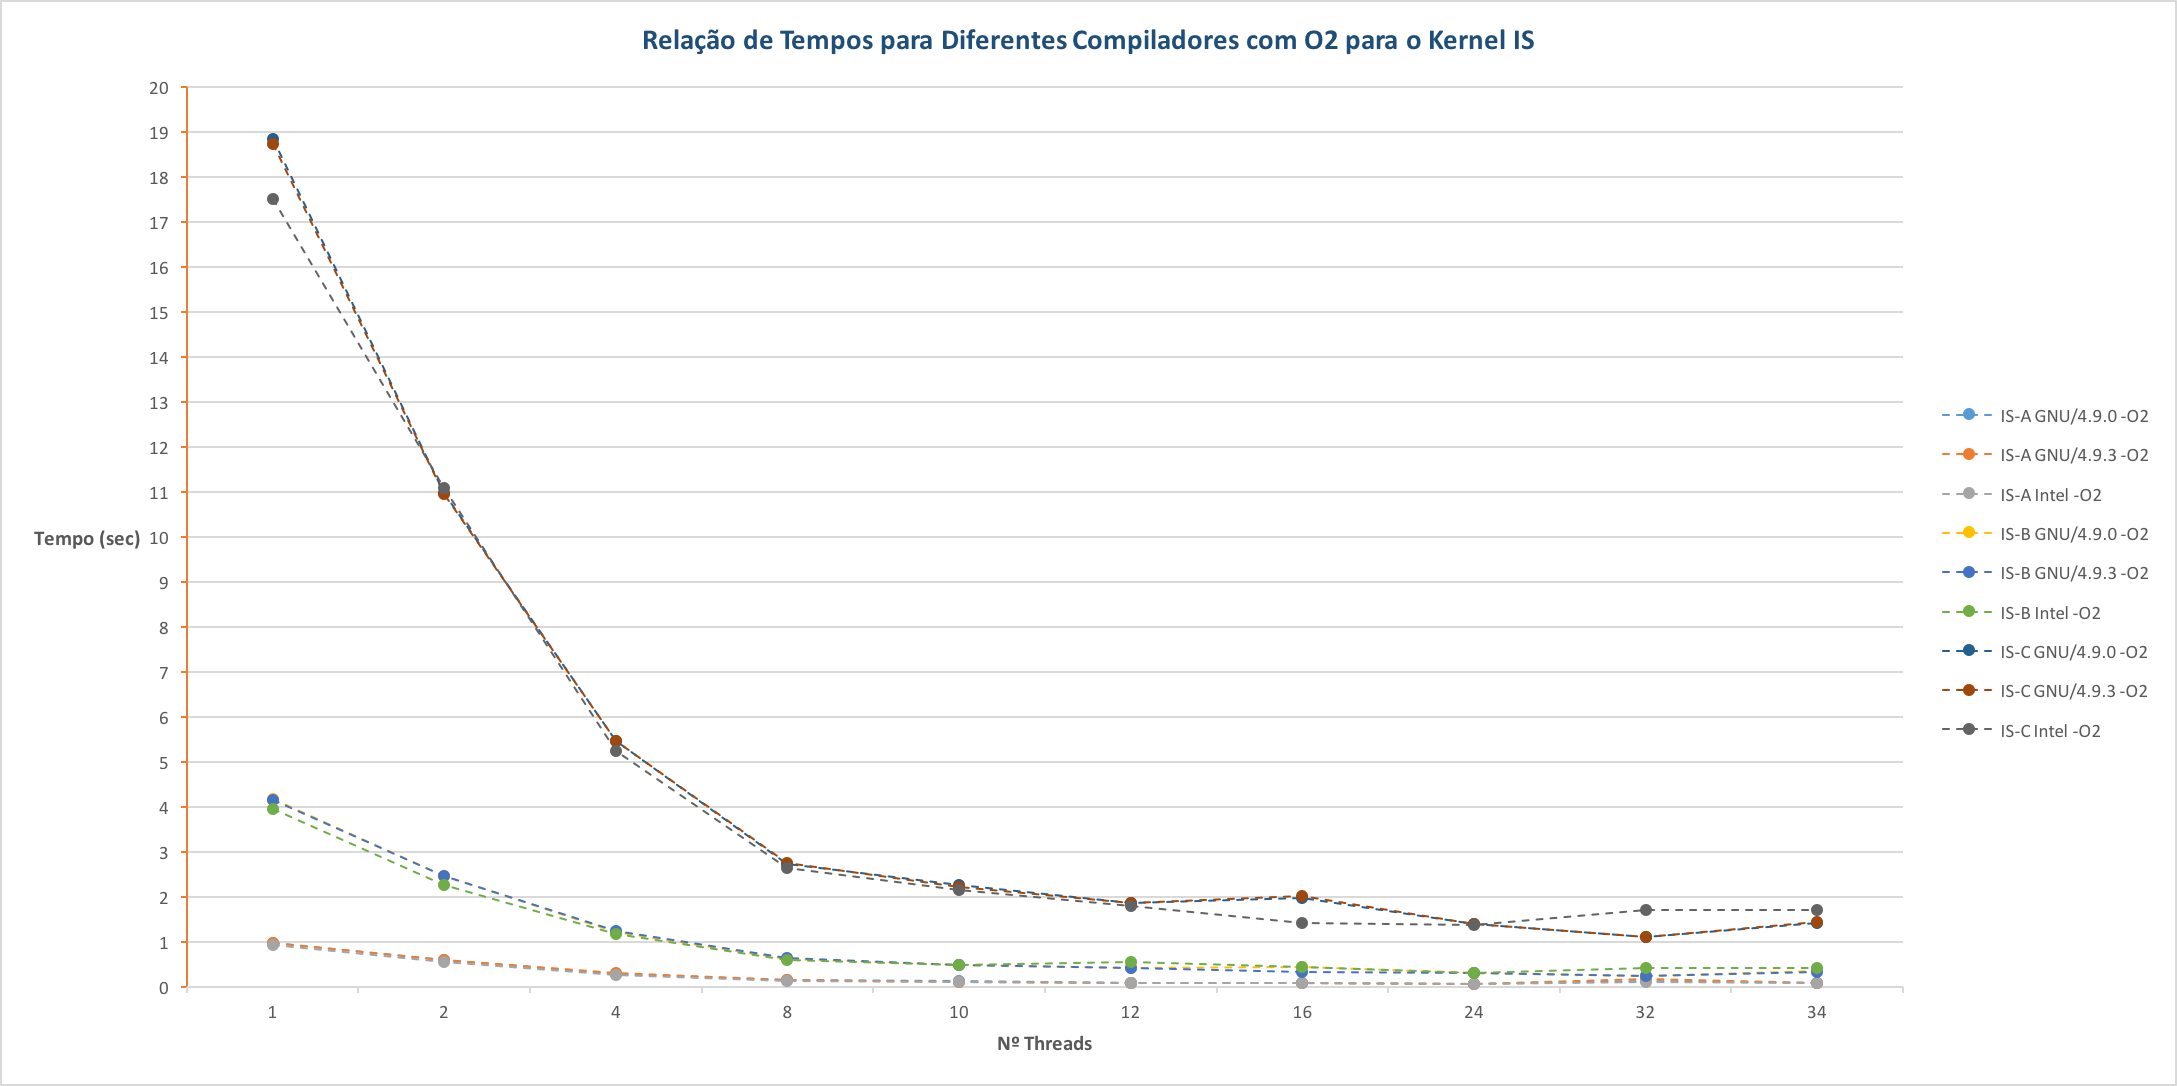 Relação de Tempos para Diferentes Compiladores com O2 para o Kernel IS
20
19
18
17
16
15
14
13
12
11
Tempo (sec) 10
9
8
7
6
5
4
3
2
1
0
1 2 4 8 10 12 16 24 32 34
Nº Threads
IS-A GNU/4.9.0 -O2
IS-A GNU/4.9.3 -O2
IS-A Intel -O2
IS-B GNU/4.9.0 -O2
IS-B GNU/4.9.3 -O2
IS-B Intel -O2
IS-C GNU/4.9.0 -O2
IS-C GNU/4.9.3 -O2
IS-C Intel -O2